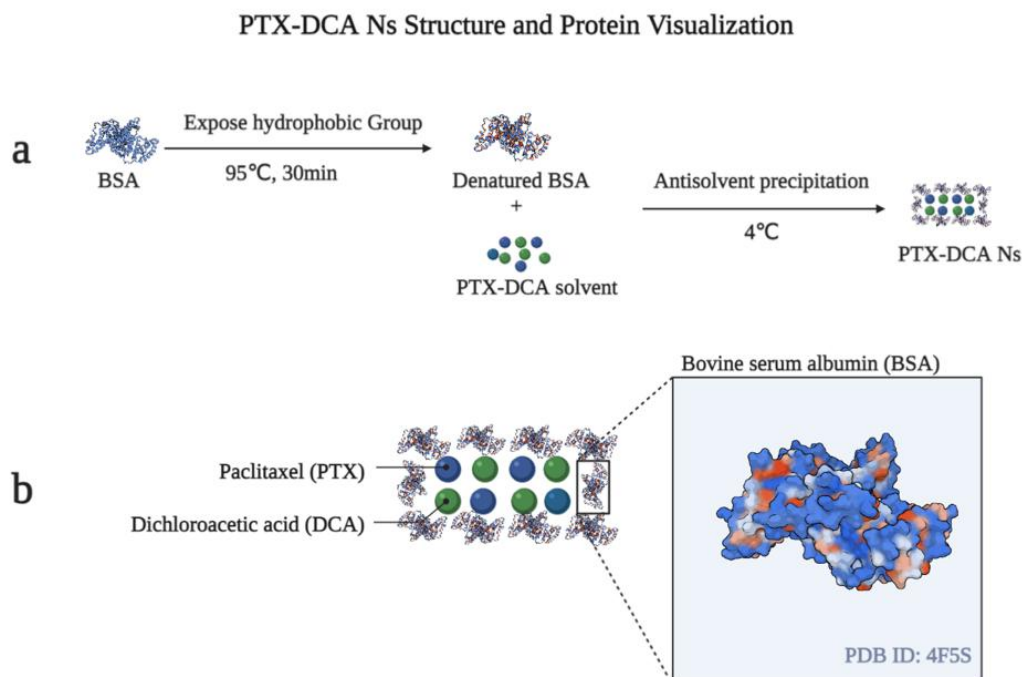 PTX-DCA Ns Structure and Protein Visualization
a
BSA
Expose hydrophobic Group
95℃, 30min
Denatured BSA
+
PTX-DCA solvent
Antisolvent precipitation
4℃
PTX-DCA Ns
b
Paclitaxel (PTX)
Dichloroacetic acid (DCA)
Bovine serum albumin (BSA)
PDB ID: 4F5S